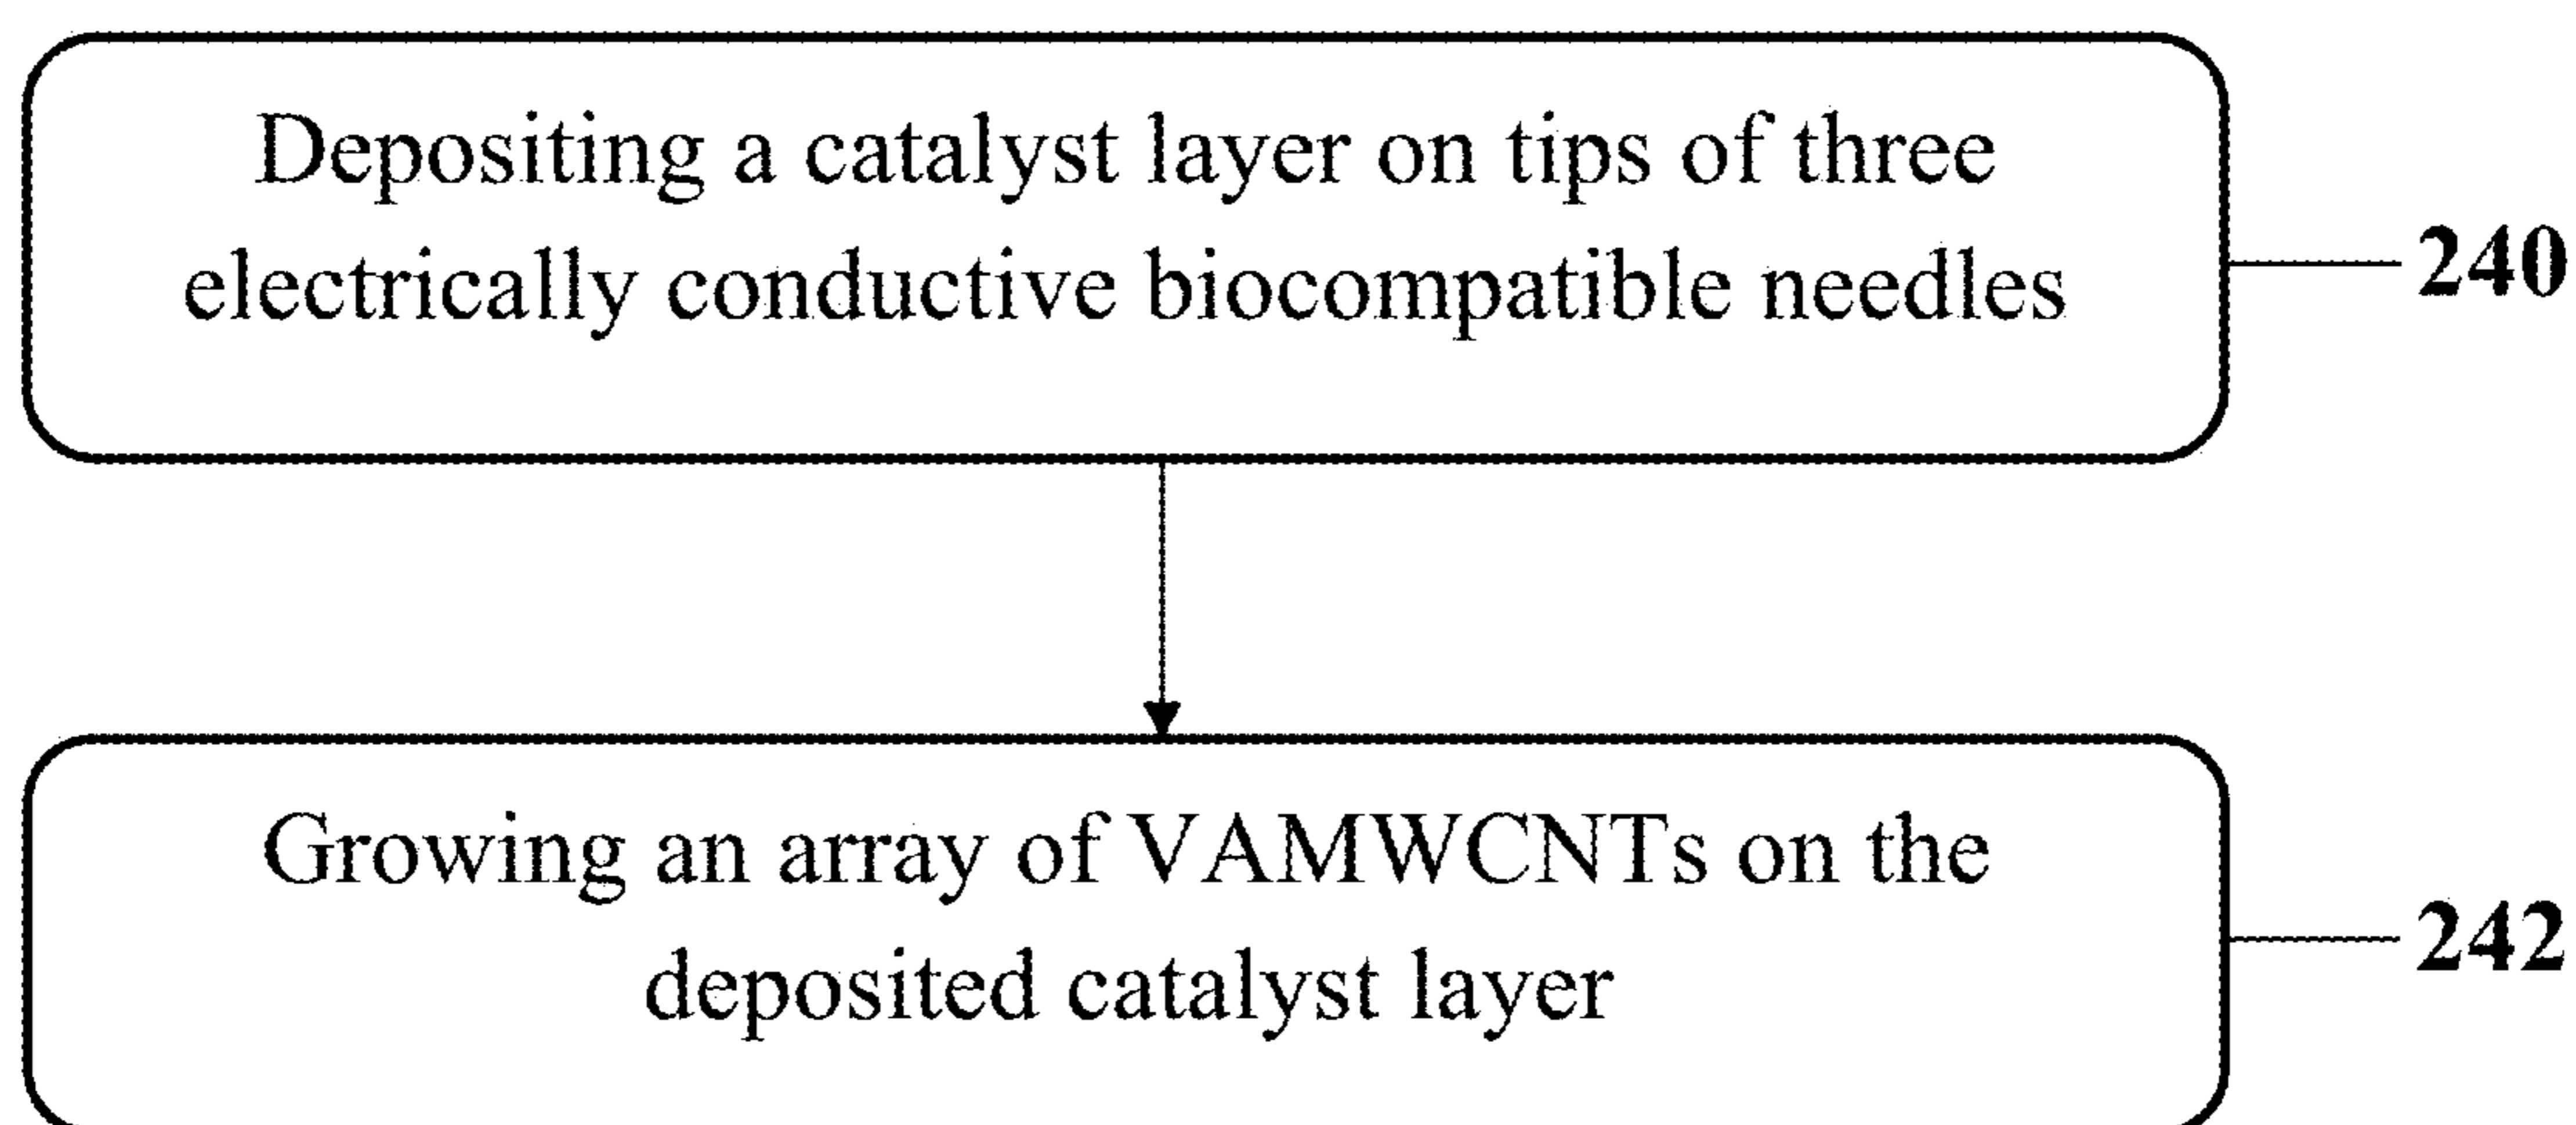 Depositing a catalyst layer on tips of three
electrically conductive biocompatible needles
240
Growing an array of VAMWCNTs on the
deposited catalyst layer
242